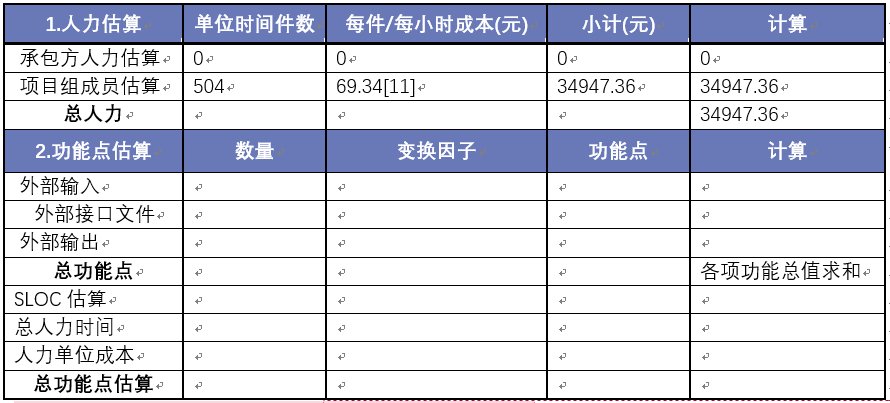 1.人力估算 单位时间件数 每件/每小时成本(元) 小计(元) 计算
承包方人力估算 0 0 0 0
项目组成员估算 504 69.34[11] 34947.36 34947.36
总人力 34947.36
2.功能点估算 数量 变换因子 功能点 计算
外部输入
外部接口文件
外部输出
总功能点 各项功能总值求和
SLOC 估算
总人力时间
人力单位成本
总功能点估算